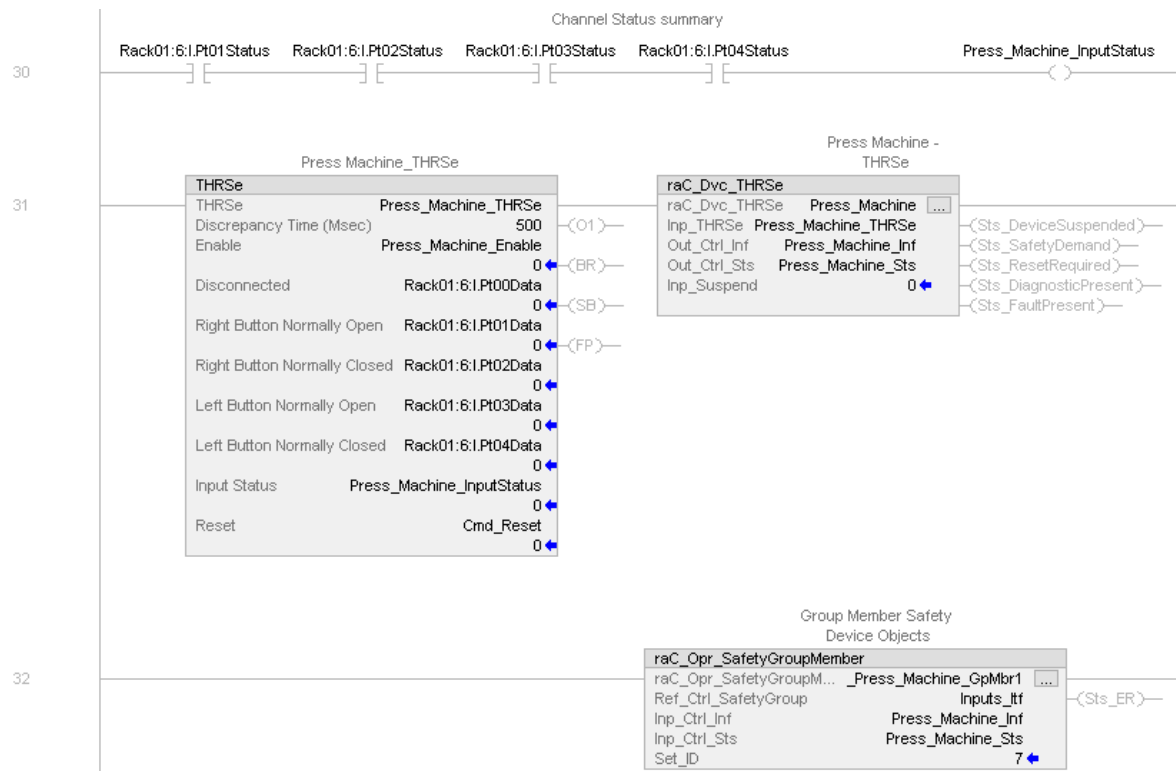 Channel Status summary
Rack01:6:I.Pt01Status Rack01:6:I.Pt02Status Rack01:6:I.Pt03Status Rack01:6:I.Pt04Status Press_Machine_InputStatus
30
Press Machine_THRSe
Press Machine -
THRSe
31
THRSe
THRSe Press_Machine_THRSe
Discrepancy Time (Msec) 500 (O1)
Enable Press_Machine_Enable
0 (BR)
Disconnected Rack01:6:I.Pt00Data
0 (SB)
Right Button Normally Open Rack01:6:I.Pt01Data
0 (FP)
Right Button Normally Closed Rack01:6:I.Pt02Data
0
Left Button Normally Open Rack01:6:I.Pt03Data
0
Left Button Normally Closed Rack01:6:I.Pt04Data
0
Input Status Press_Machine_InputStatus
0
Reset Cmd_Reset
0
raC_Dvc_THRSe
raC_Dvc_THRSe Press_Machine ...
Inp_THRSe Press_Machine_THRSe (Sts_DeviceSuspended)
Out_Ctrl_Inf Press_Machine_Inf (Sts_SafetyDemand)
Out_Ctrl_Sts Press_Machine_Sts (Sts_ResetRequired)
Inp_Suspend 0 (Sts_DiagnosticPresent)
(Sts_FaultPresent)
Group Member Safety
Device Objects
32
raC_Opr_SafetyGroupMember
raC_Opr_SafetyGroupM... _Press_Machine_GpMbr1 ...
Ref_Ctrl_SafetyGroup Inputs_Itf (Sts_ER)
Inp_Ctrl_Inf Press_Machine_Inf
Inp_Ctrl_Sts Press_Machine_Sts
Set_ID 7